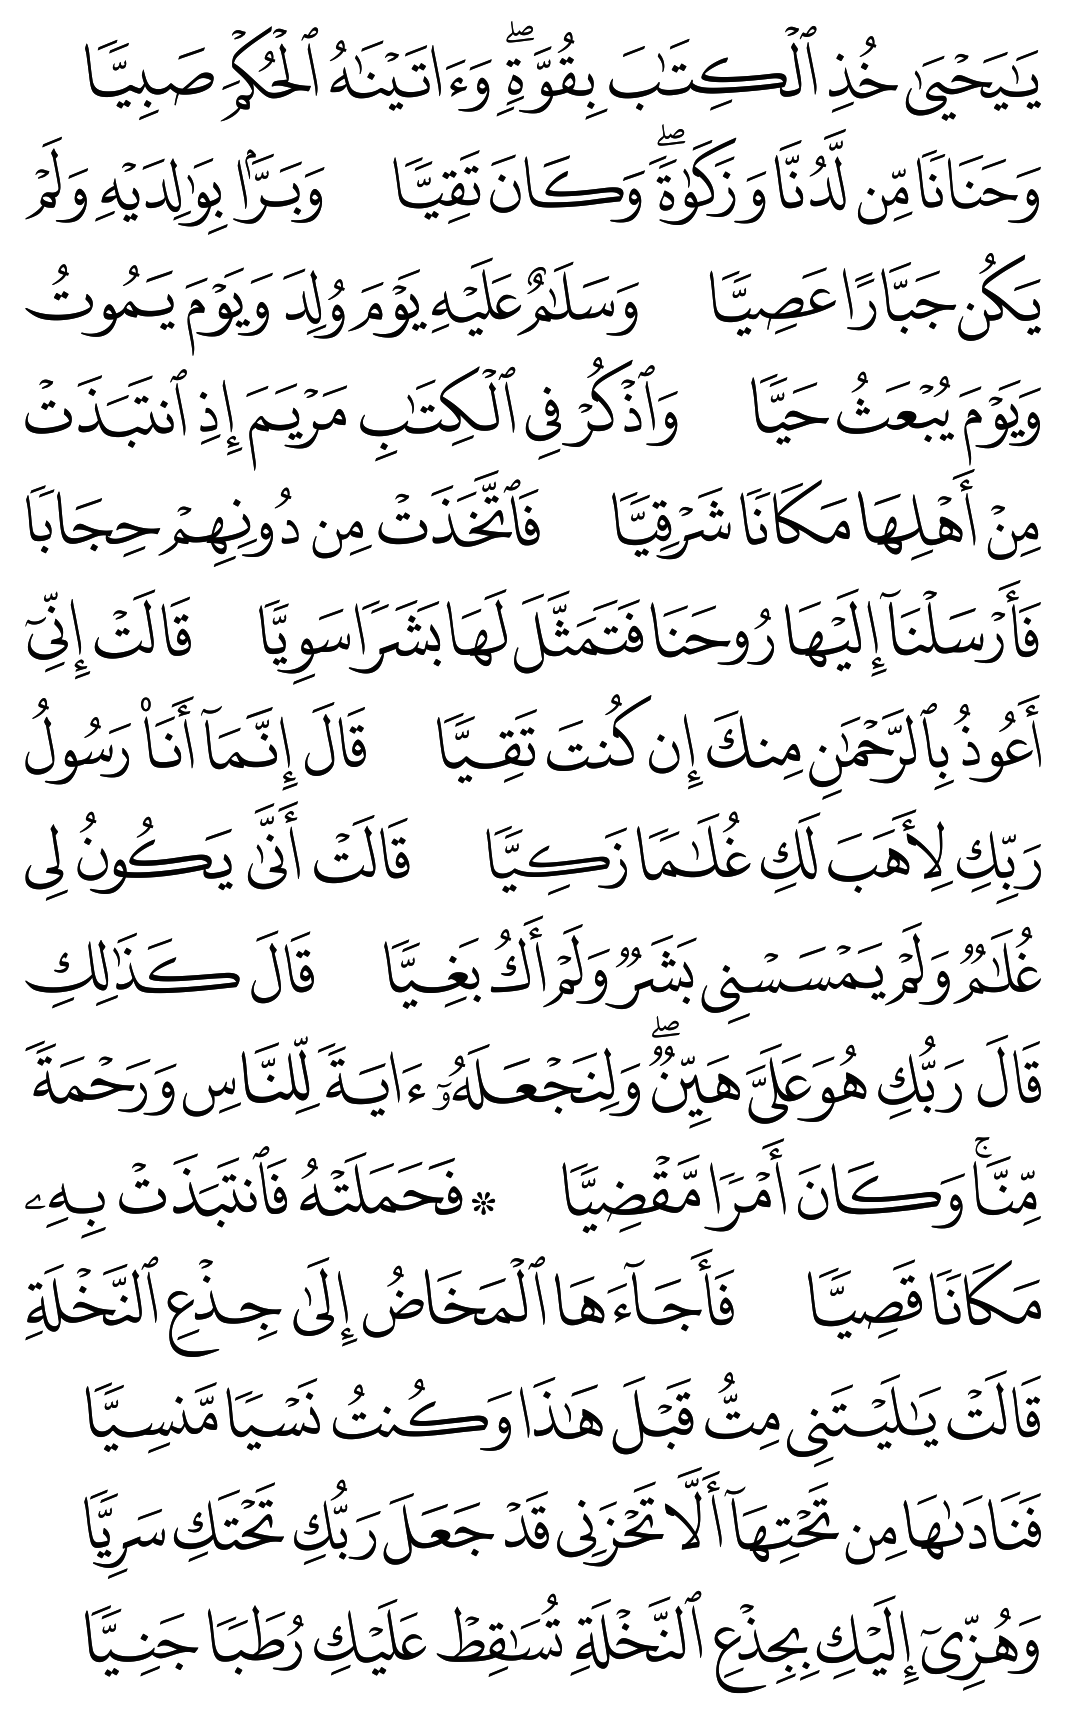 يَـٰيَحۡيَىٰ خُذِ ٱلۡكِتَـٰبَ بِقُوَّةࣲۖ وَءَاتَيۡنَـٰهُ ٱلۡحُكۡمَ صَبِيࣰّا
وَحَنَانࣰا مِّن لَّدُنَّا وَزَكَوٰةࣰۖ وَكَانَ تَقِيࣰّا وَبَرَّۢا بِوَٰلِدَيۡهِ وَلَمۡ
يَكُن جَبَّارًا عَصِيࣰّا وَسَلَـٰمٌ عَلَيۡهِ يَوۡمَ وُلِدَ وَيَوۡمَ يَمُوتُ
وَيَوۡمَ يُبۡعَثُ حَيࣰّا وَٱذۡكُرۡ فِی ٱلۡكِتَـٰبِ مَرۡيَمَ إِذِ ٱنتَبَذَتۡ
مِنۡ أَهۡلِهَا مَكَانࣰا شَرۡقِيࣰّا فَٱتَّخَذَتۡ مِن دُونِهِمۡ حِجَابࣰا
فَأَرۡسَلۡنَاۤ إِلَيۡهَا رُوحَنَا فَتَمَثَّلَ لَهَا بَشَرࣰا سَوِيࣰّا قَالَتۡ إِنِّیۤ
أَعُوذُ بِٱلرَّحۡمَـٰنِ مِنكَ إِن كُنتَ تَقِيࣰّا قَالَ إِنَّمَاۤ أَنَا۠ رَسُولُ
رَبِّكِ لِأَهَبَ لَكِ غُلَـٰمࣰا زَكِيࣰّا قَالَتۡ أَنَّىٰ يَكُونُ لِی
غُلَـٰمࣱ وَلَمۡ يَمۡسَسۡنِی بَشَرࣱ وَلَمۡ أَكُ بَغِيࣰّا قَالَ كَذَٰلِكِ
قَالَ رَبُّكِ هُوَ عَلَیَّ هَيِّنࣱۖ وَلِنَجۡعَلَهُۥۤ ءَايَةࣰ لِّلنَّاسِ وَرَحۡمَةࣰ
مِّنَّاۚ وَكَانَ أَمۡرࣰا مَّقۡضِيࣰّا ۞ فَحَمَلَتۡهُ فَٱنتَبَذَتۡ بِهِۦ
مَكَانࣰا قَصِيࣰّا فَأَجَاۤءَهَا ٱلۡمَخَاضُ إِلَىٰ جِذۡعِ ٱلنَّخۡلَةِ
قَالَتۡ يَـٰلَيۡتَنِی مِتُّ قَبۡلَ هَـٰذَا وَكُنتُ نَسۡيࣰا مَّنسِيࣰّا
فَنَادَىٰهَا مِن تَحۡتِهَاۤ أَلَّا تَحۡزَنِی قَدۡ جَعَلَ رَبُّكِ تَحۡتَكِ سَرِيࣰّا
وَهُزِّیۤ إِلَيۡكِ بِجِذۡعِ ٱلنَّخۡلَةِ تُسَـٰقِطۡ عَلَيۡكِ رُطَبࣰا جَنِيࣰّا